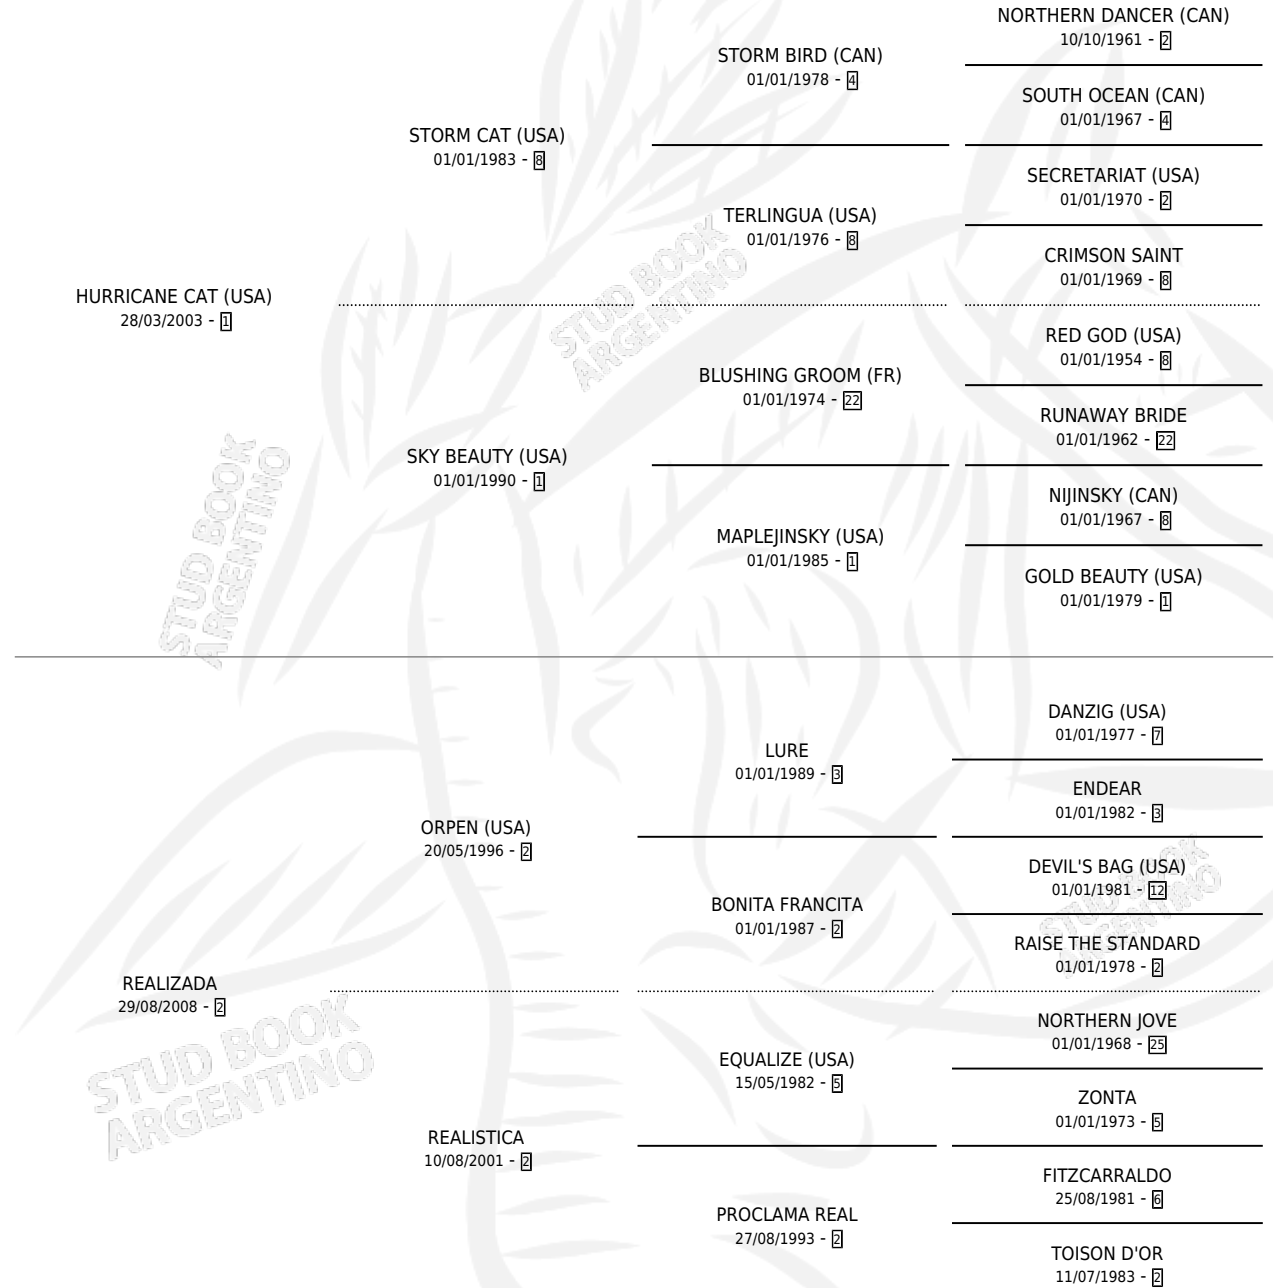 NORTHERN DANCER (CAN)
10/10/1961 - 2
STORM BIRD (CAN)
01/01/1978 - 4
SOUTH OCEAN (CAN)
01/01/1967 - 4
STORM CAT (USA)
01/01/1983 - 8
SECRETARIAT (USA)
01/01/1970 - 2
TERLINGUA (USA)
01/01/1976 - 8
CRIMSON SAINT
01/01/1969 - 8
HURRICANE CAT (USA)
28/03/2003 - 1
RED GOD (USA)
01/01/1954 - 8
BLUSHING GROOM (FR)
01/01/1974 - 22
RUNAWAY BRIDE
01/01/1962 - 22
SKY BEAUTY (USA)
01/01/1990 - 1
NIJINSKY (CAN)
01/01/1967 - 8
MAPLEJINSKY (USA)
01/01/1985 - 1
GOLD BEAUTY (USA)
01/01/1979 - 1
DANZIG (USA)
01/01/1977 - 7
LURE
01/01/1989 - 3
ENDEAR
01/01/1982 - 3
ORPEN (USA)
20/05/1996 - 2
DEVIL'S BAG (USA)
01/01/1981 - 12
BONITA FRANCITA
01/01/1987 - 2
RAISE THE STANDARD
01/01/1978 - 2
REALIZADA
29/08/2008 - 2
NORTHERN JOVE
01/01/1968 - 25
EQUALIZE (USA)
15/05/1982 - 5
ZONTA
01/01/1973 - 5
REALISTICA
10/08/2001 - 2
FITZCARRALDO
25/08/1981 - 6
PROCLAMA REAL
27/08/1993 - 2
TOISON D'OR
11/07/1983 - 2
STUD BOOK
ARGENTINO
STUD BOOK
ARGENTINO
STUD BOOK
ARGENTINO
STUD BOOK
ARGENTINO